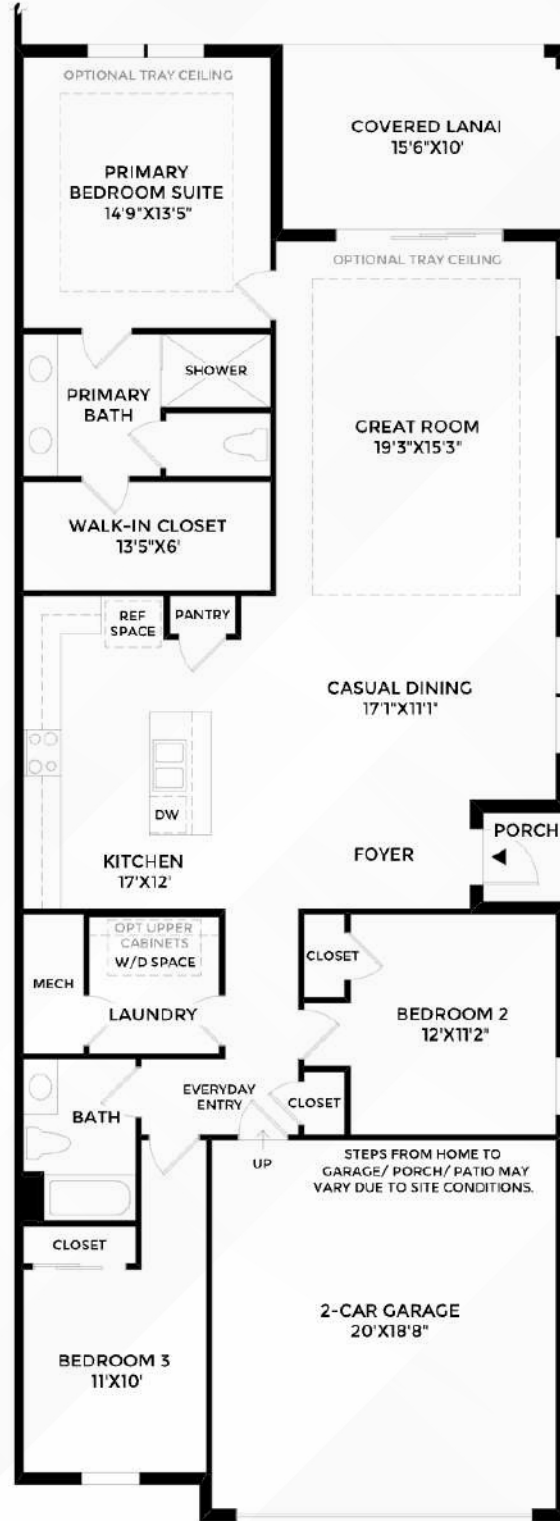 OPTIONAL TRAY CEILING
PRIMARY
BEDROOM SUITE
14'9"X13'5"
COVERED LANAI
15'6"X10'
OPTIONAL TRAY CEILING
SHOWER
PRIMARY
BATH
GREAT ROOM
19'3"X15'3"
WALK-IN CLOSET
13'5"X6'
REF
SPACE
PANTRY
CASUAL DINING
17'1"X11'1"
DW
KITCHEN
17'X12'
FOYER
PORCH
OPT UPPER
CABINETS
W/D SPACE
MECH
LAUNDRY
CLOSET
BEDROOM 2
12'X11'2"
EVERYDAY
ENTRY
CLOSET
BATH
UP
STEPS FROM HOME TO
GARAGE/ PORCH/ PATIO MAY
VARY DUE TO SITE CONDITIONS.
CLOSET
2-CAR GARAGE
20'X18'8"
BEDROOM 3
11'X10'